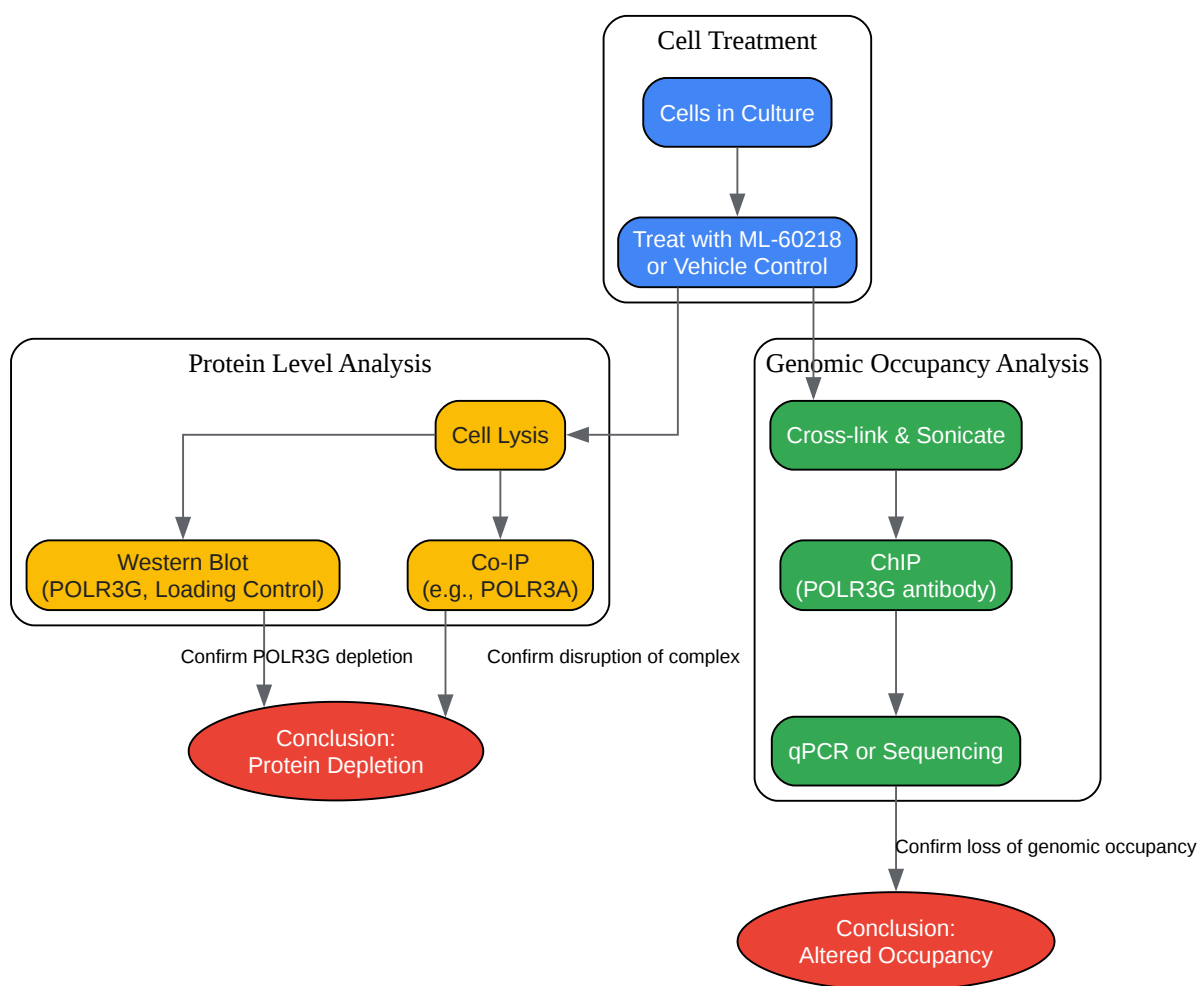 Cell Treatment
Cells in Culture
Treat with ML-60218
or Vehicle Control
Protein Level Analysis
Cell Lysis
Western Blot
(POLR3G, Loading Control)
Co-IP
(e.g., POLR3A)
Confirm POLR3G depletion
Confirm disruption of complex
Conclusion:
Protein Depletion
Genomic Occupancy Analysis
Cross-link & Sonicate
ChIP
(POLR3G antibody)
qPCR or Sequencing
Confirm loss of genomic occupancy
Conclusion:
Altered Occupancy